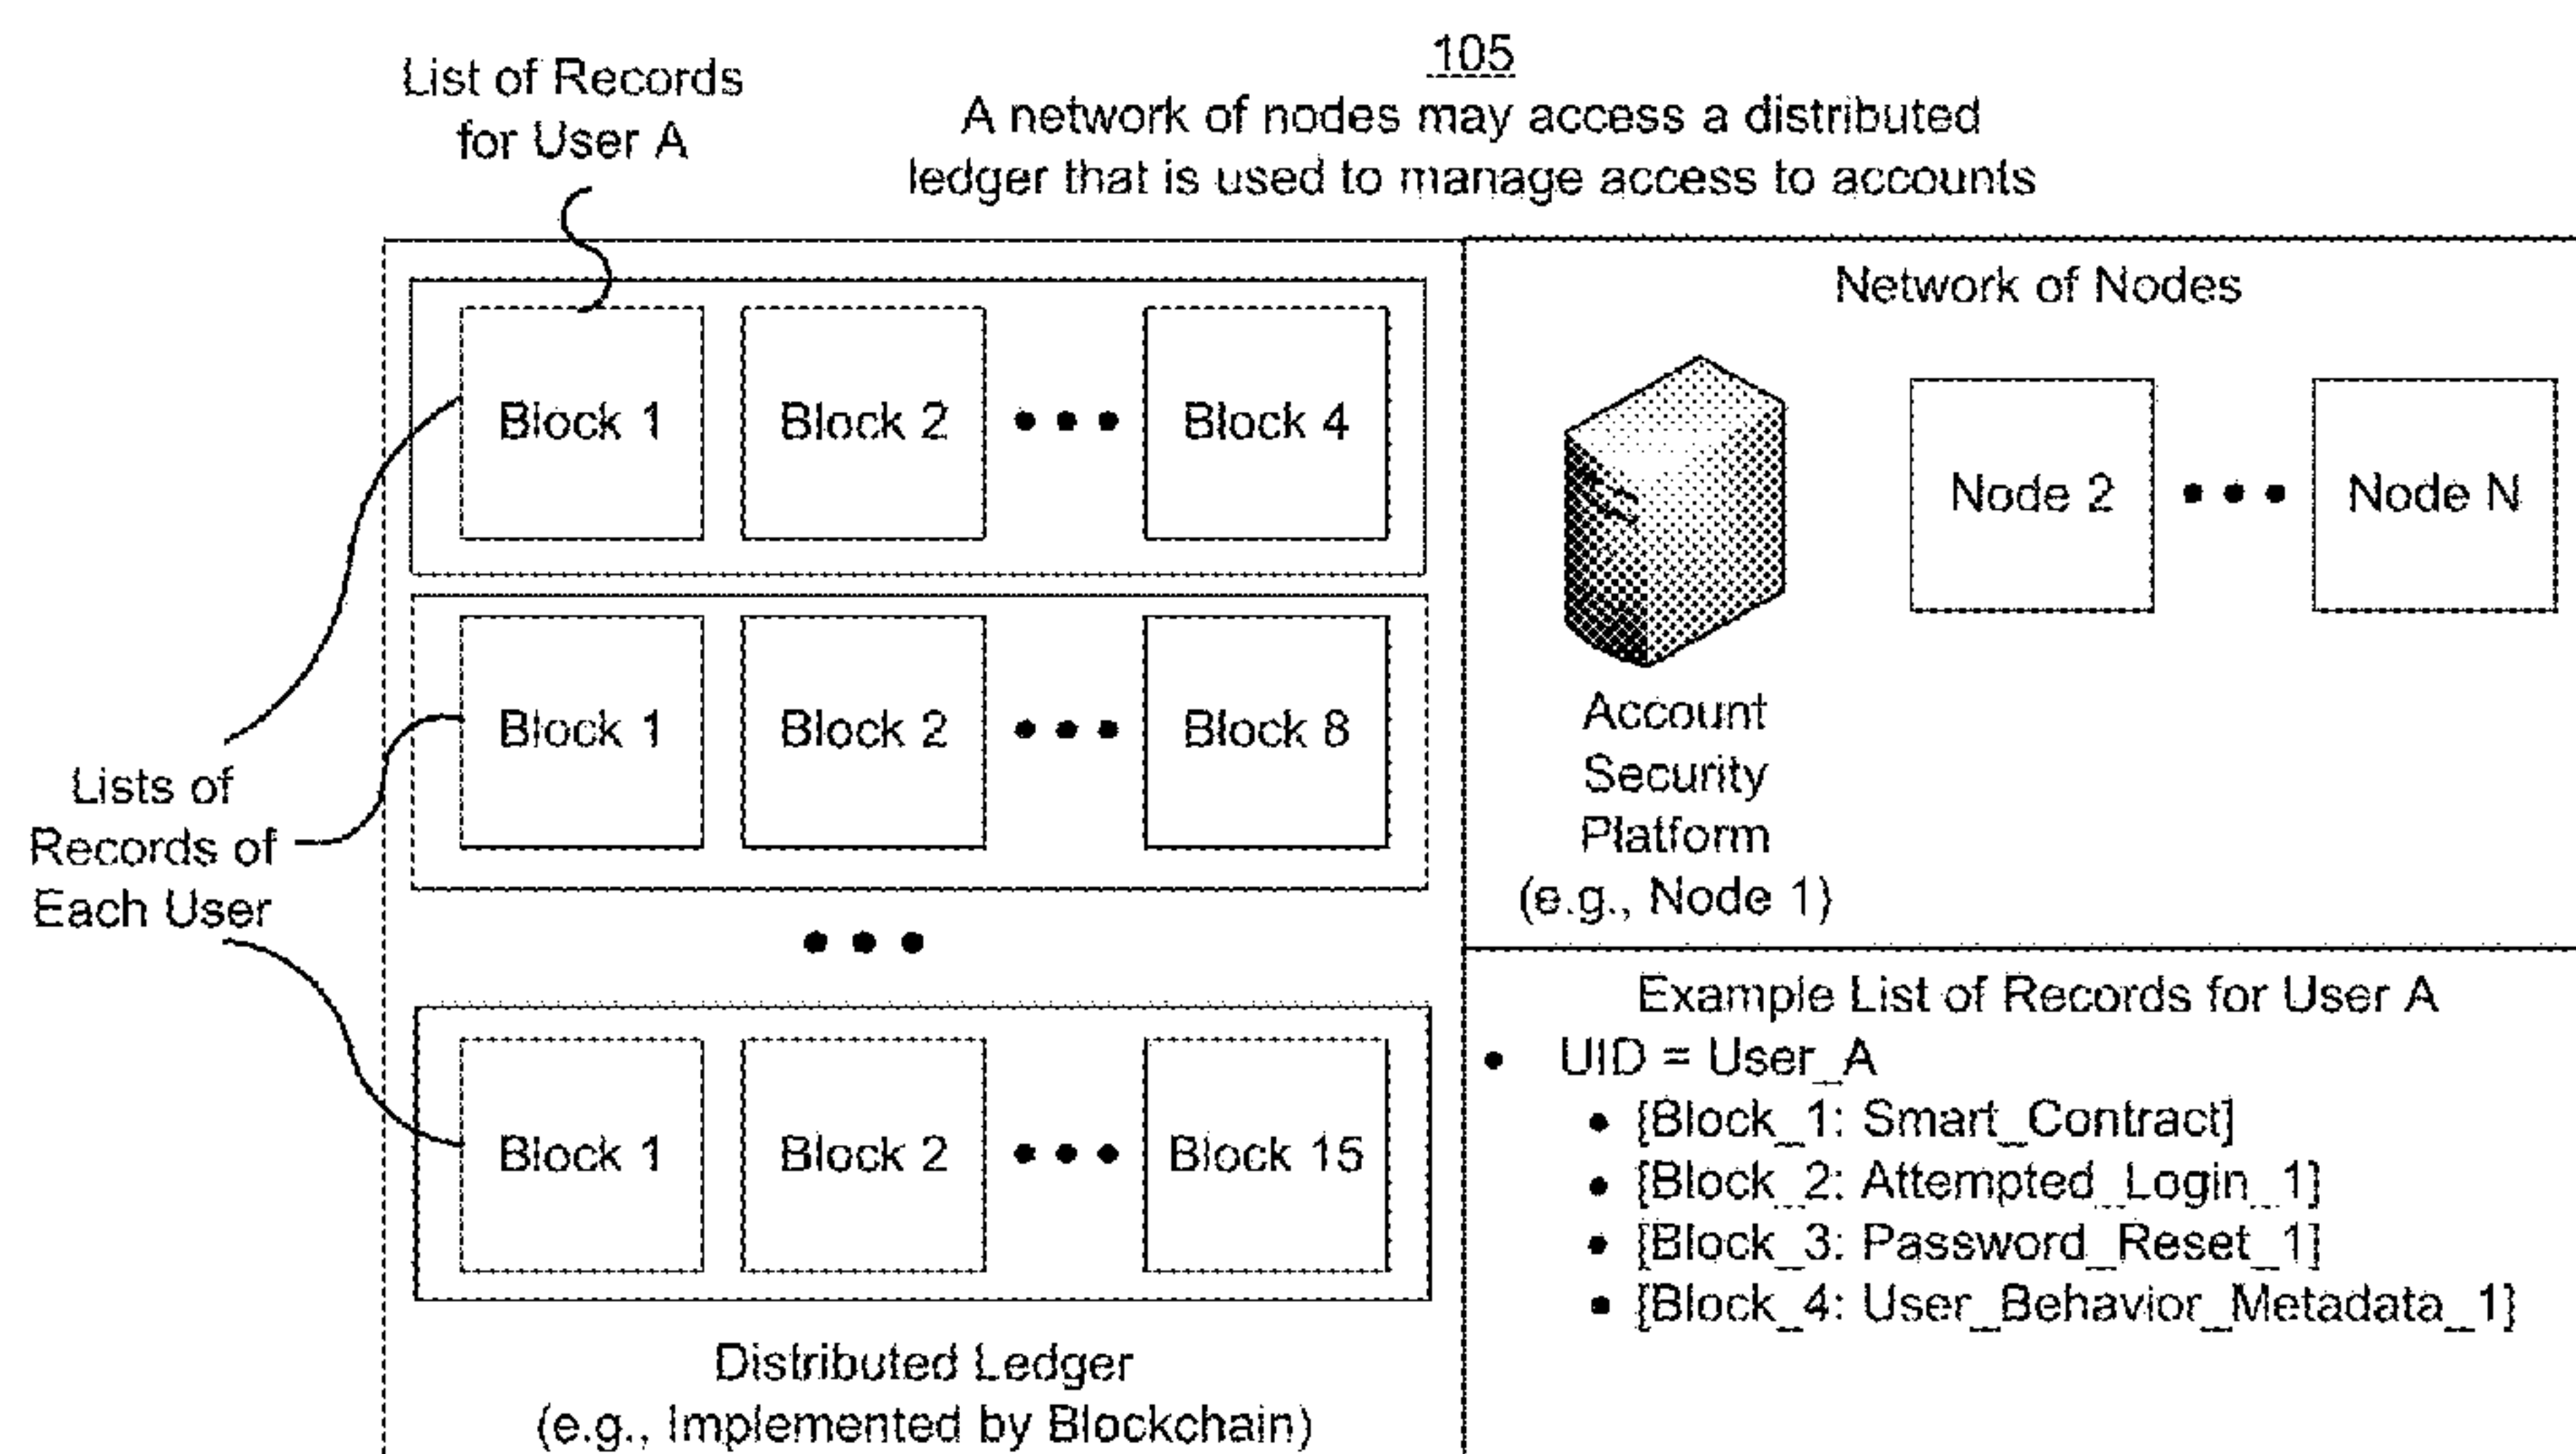 105
A network of nodes may access a distributed
ledger that is used to manage access to accounts
List of Records
for User A
Block 1
Block 2
Block 4
Block 1
Block 2
Block 8
Lists of
Records of
Each User
Block 1
Block 2
Block 15
Distributed Ledger
(e.g., Implemented by Blockchain)
Network of Nodes
Node 2
Node N
Account
Security
Platform
(e.g., Node 1)
Example List of Records for User A
• UID = User_A
• [Block_1: Smart_Contract]
• [Block_2: Attempted_Login_1]
• [Block_3: Password_Reset_1]
• [Block_4: User_Behavior_Metadata_1]